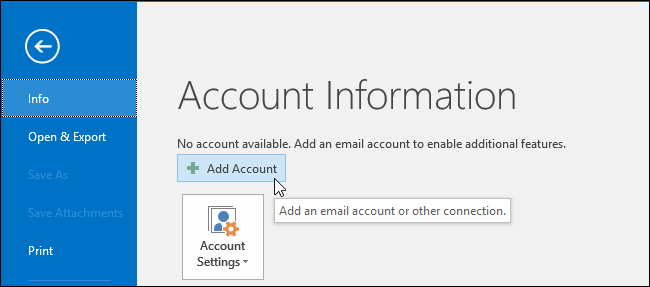 Info
Open & Export
Save As
Save Attachments
Print
Account Information
No account available. Add an email account to enable additional features.
Add Account
Add an email account or other connection.
Account
Settings